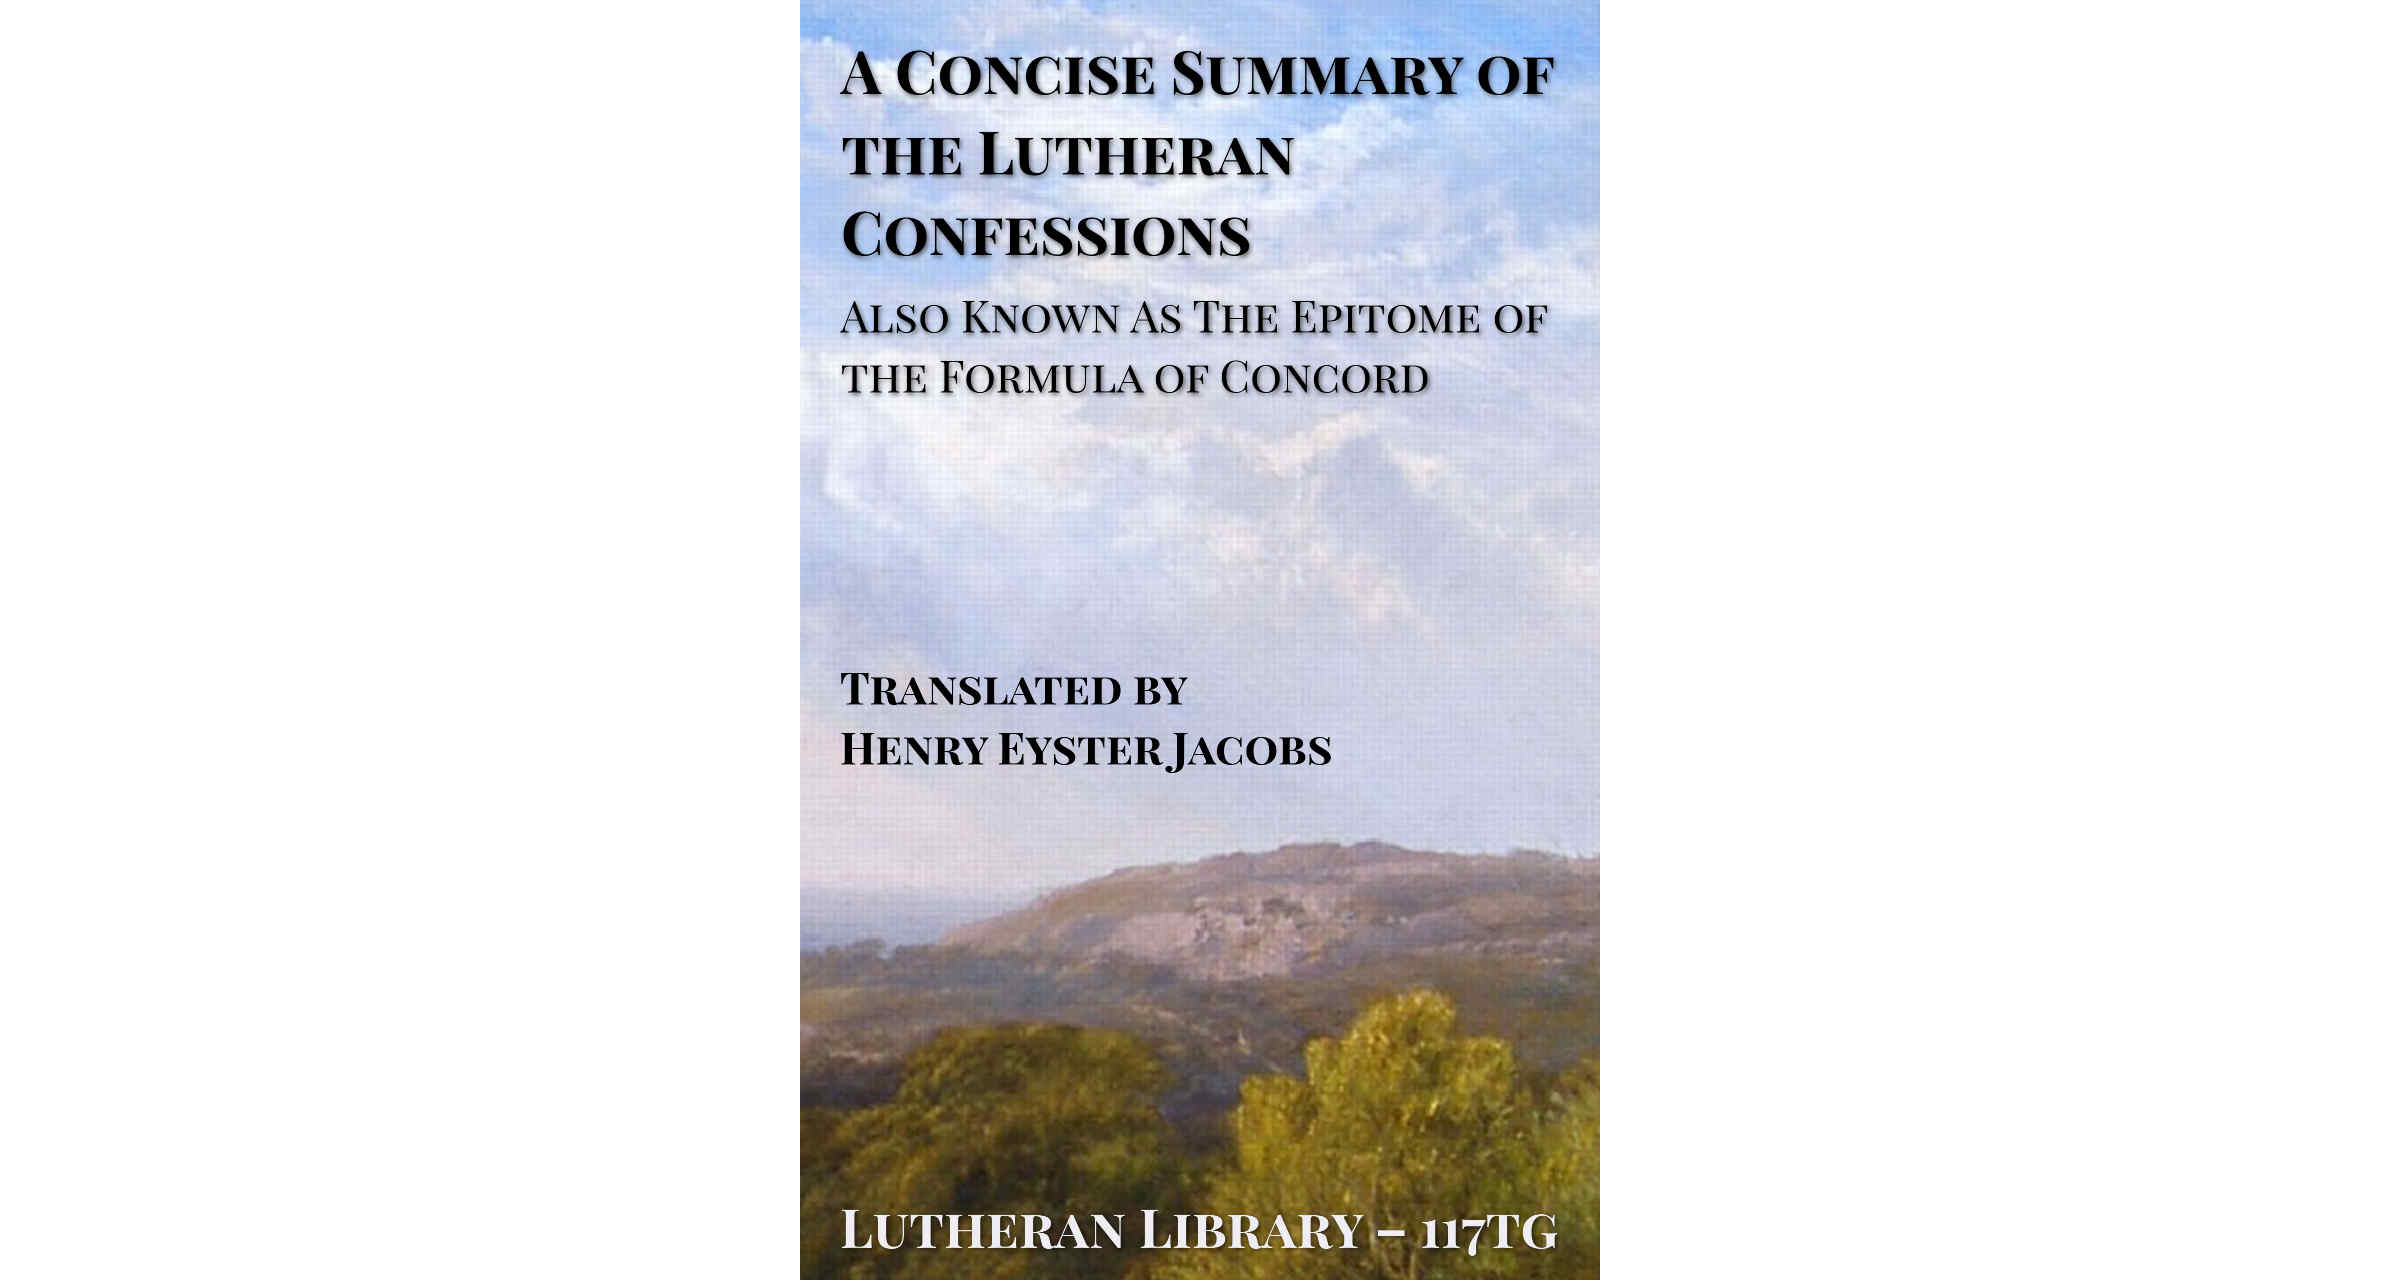 A Concise Summary of
the Lutheran
Confessions
Also Known As The Epitome of
the Formula of Concord
Translated by
Henry Eyster Jacobs
Lutheran Library – 117tg